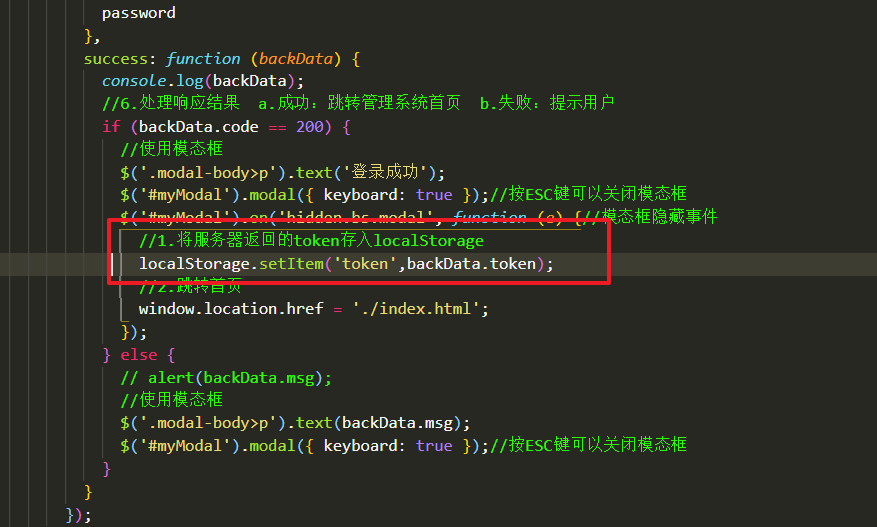 password
},
success: function (backData) {
console.log(backData);
//6.处理响应结果  a.成功：跳转管理系统首页  b.失败：提示用户
if (backData.code == 200) {
//使用模态框
$('.modal-body>p').text('登录成功');
$('#myModal').modal({ keyboard: true });//按ESC键可以关闭模态框
$('#myModal').on('hidden.bs.modal', function (e) {//模态框隐藏事件
//1.将服务器返回的token存入localStorage
localStorage.setItem('token',backData.token);
//2.跳转首页
window.location.href = './index.html';
});
} else {
// alert(backData.msg);
//使用模态框
$('.modal-body>p').text(backData.msg);
$('#myModal').modal({ keyboard: true });//按ESC键可以关闭模态框
}
}
});